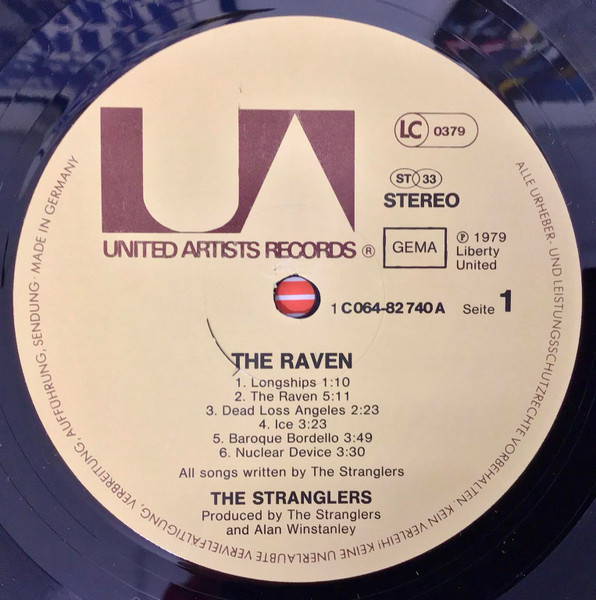 UA
UNITED ARTISTS RECORDS ®
LC 0379
ST 33
STEREO
GEMA
℗ 1979
Liberty
United
1C 064-82 740 A
Seite 1
THE RAVEN
1. Longships 1:10
2. The Raven 5:11
3. Dead Loss Angeles 2:23
4. Ice 3:23
5. Baroque Bordello 3:49
6. Nuclear Device 3:30
All songs written by The Stranglers
THE STRANGLERS
Produced by The Stranglers
and Alan Winstanley
ALLE URHEBER- UND LEISTUNGSSCHUTZRECHTE VORBEHALTEN. KEIN VERLEIH! KEINE UNERLAUBTE VERVIELFÄLTIGUNG, VERBREITUNG, AUFFÜHRUNG, SENDUNG · MADE IN GERMANY